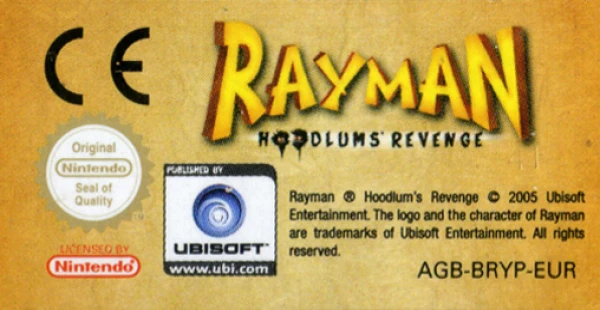 CE
RAYMAN
HOODLUMS' REVENGE
Original
Nintendo
Seal of
Quality
LICENSED BY
Nintendo
PUBLISHED BY
UBISOFT
www.ubi.com
Rayman ® Hoodlum's Revenge © 2005 Ubisoft
Entertainment. The logo and the character of Rayman
are trademarks of Ubisoft Entertainment. All rights
reserved.
AGB-BRYP-EUR